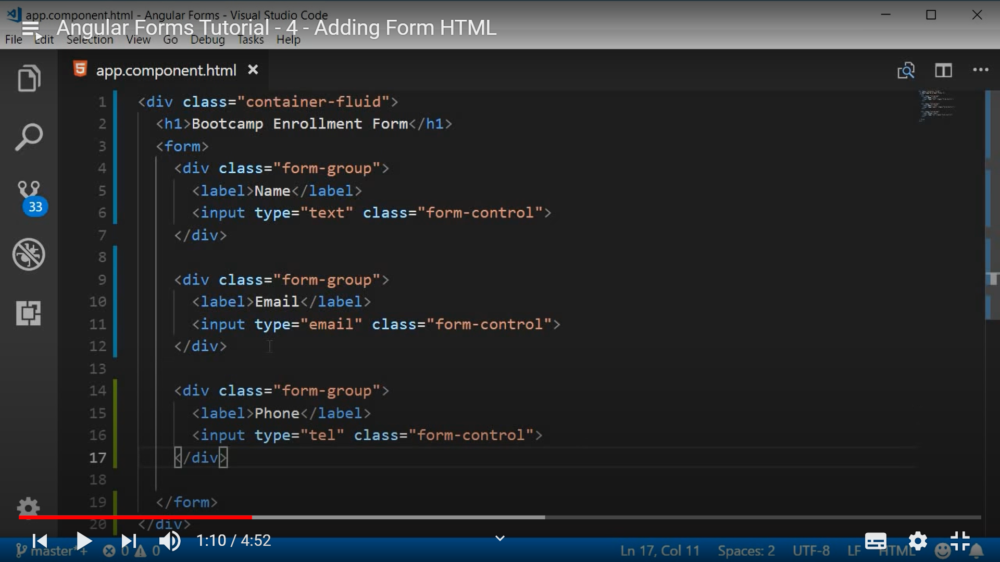 app.component.html - Angular Forms - Visual Studio Code
Angular Forms Tutorial - 4 - Adding Form HTML
File Edit Selection View Go Debug Tasks Help
app.component.html
1 <div class="container-fluid">
2 <h1>Bootcamp Enrollment Form</h1>
3 <form>
4 <div class="form-group">
5 <label>Name</label>
6 <input type="text" class="form-control">
7 </div>
8
9 <div class="form-group">
10 <label>Email</label>
11 <input type="email" class="form-control">
12 </div>
13
14 <div class="form-group">
15 <label>Phone</label>
16 <input type="tel" class="form-control">
17 </div>
18
19 </form>
20 </div>
33
1:10 / 4:52
master*+ 0 0 Ln 17, Col 11 Spaces: 2 UTF-8 LF HTML